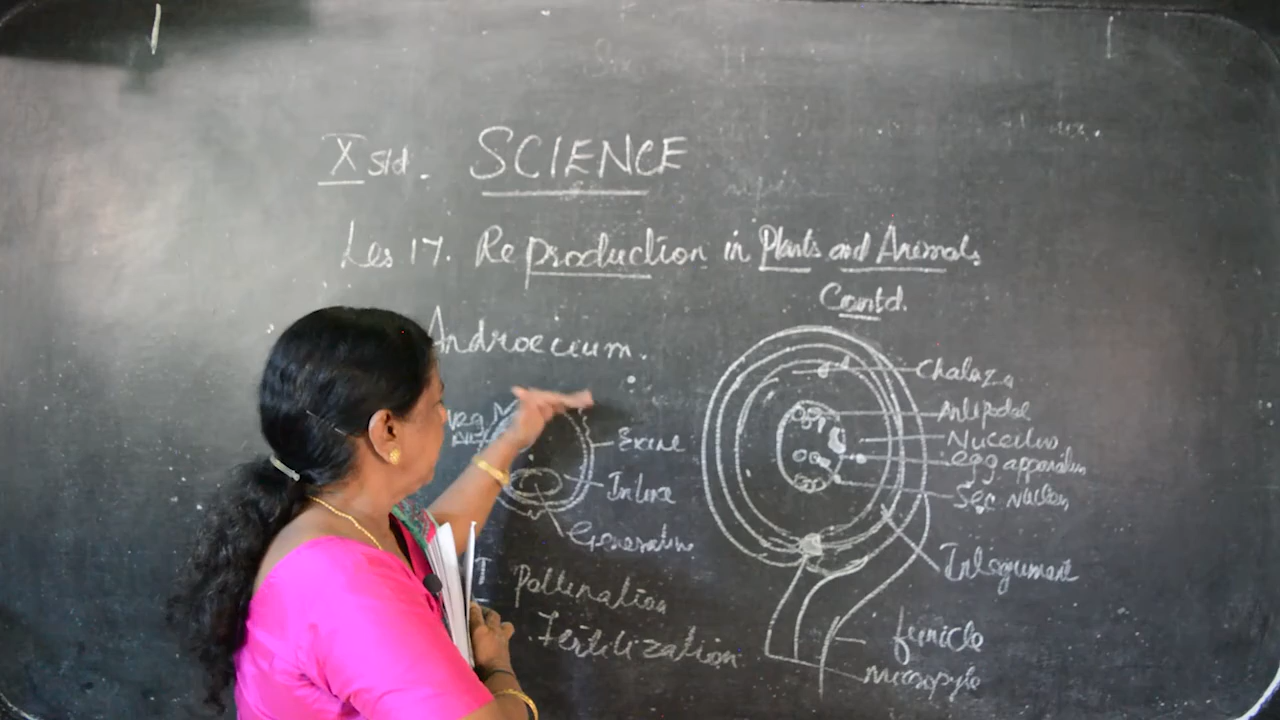 X std. SCIENCE
Les 17. Reproduction in Plants and Animals
Contd.
Androecium.
Chalaza
Antipodal
Veg
Exine
Nucellus
egg apparatus
Intine
Sec Nucleus
Generative
Integument
Pollination
Fertilization
funicle
micropyle